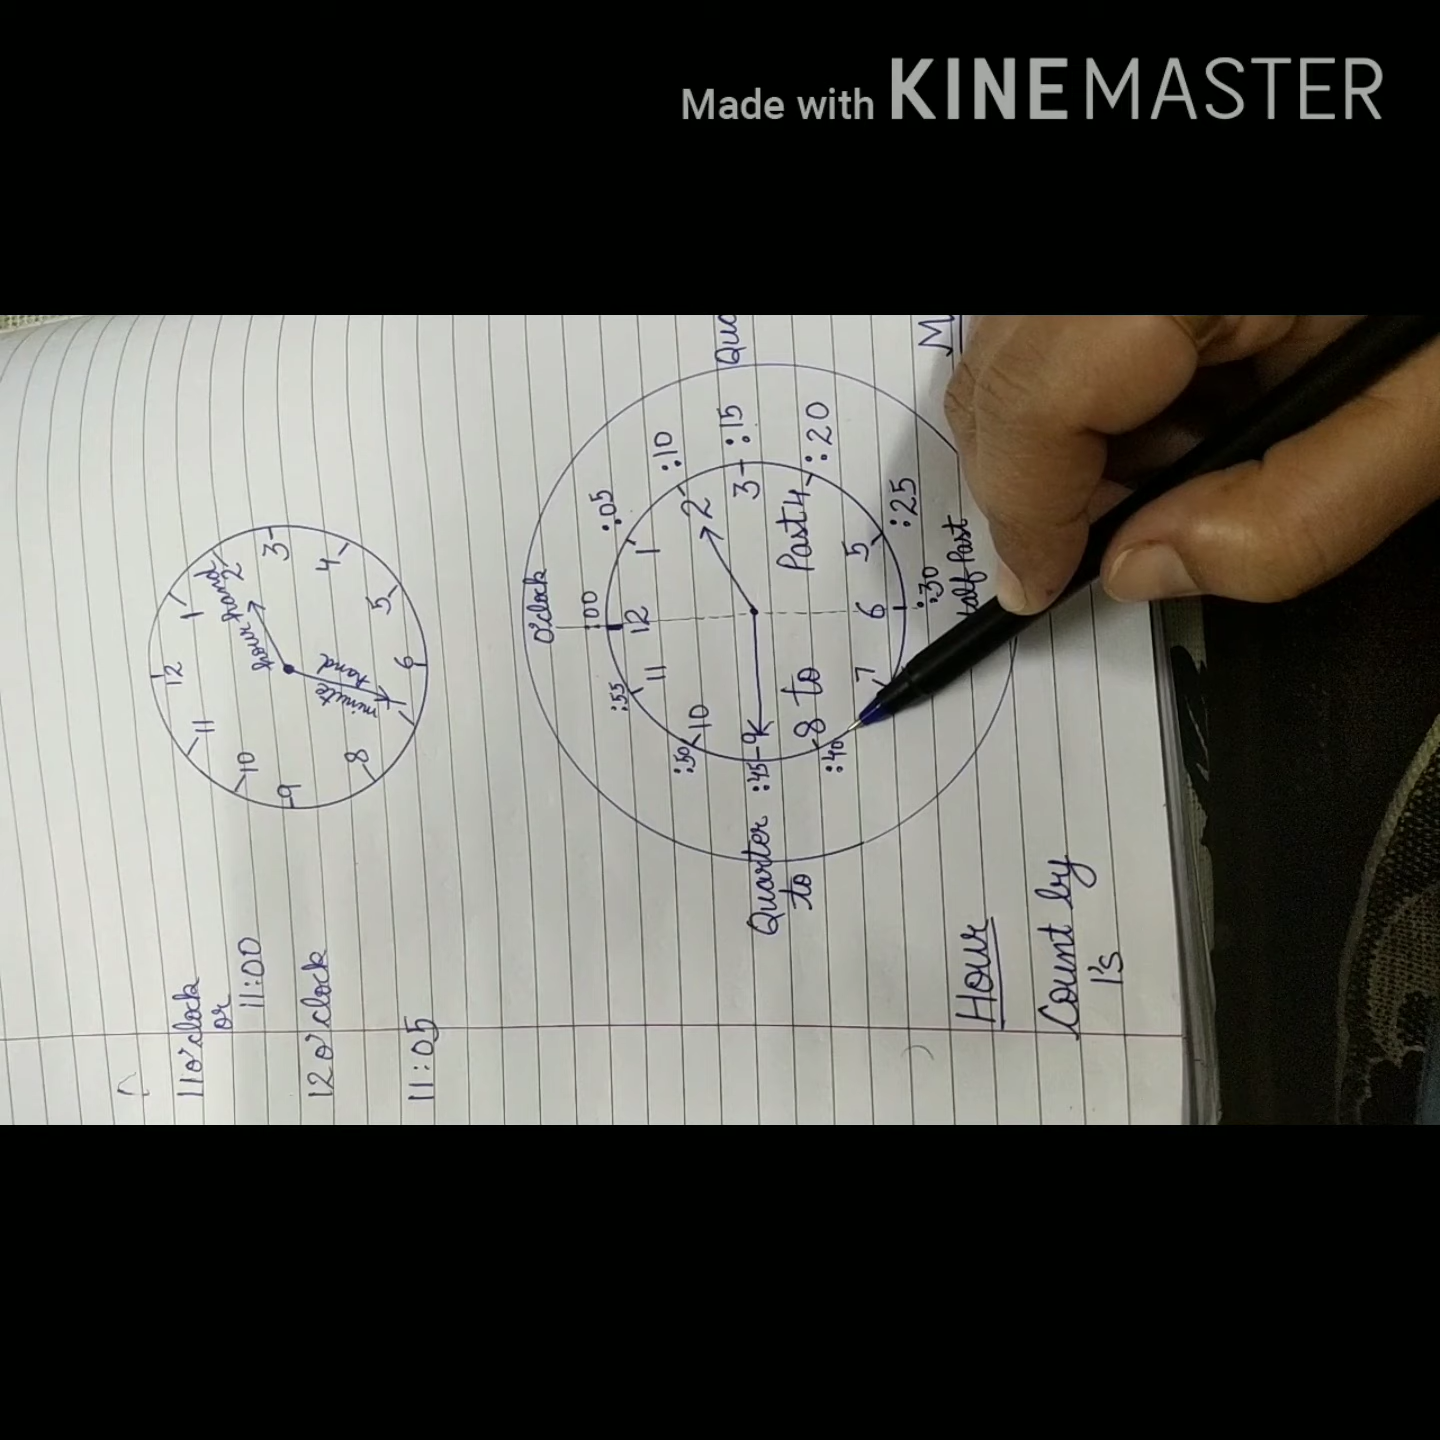 Made with KINEMASTER
11 o'clock
or
11:00
12 o'clock
11:05
12
1
2
3
4
5
6
8
9
10
11
hour hand
minute
hand
o'clock
:00
:05
:10
:15
:20
:25
:30
Half Past
:40
:45
:50
:55
12
1
2
3
4
5
6
7
8
9
10
11
Past
to
Quarter
to
Hour
Count by
1's